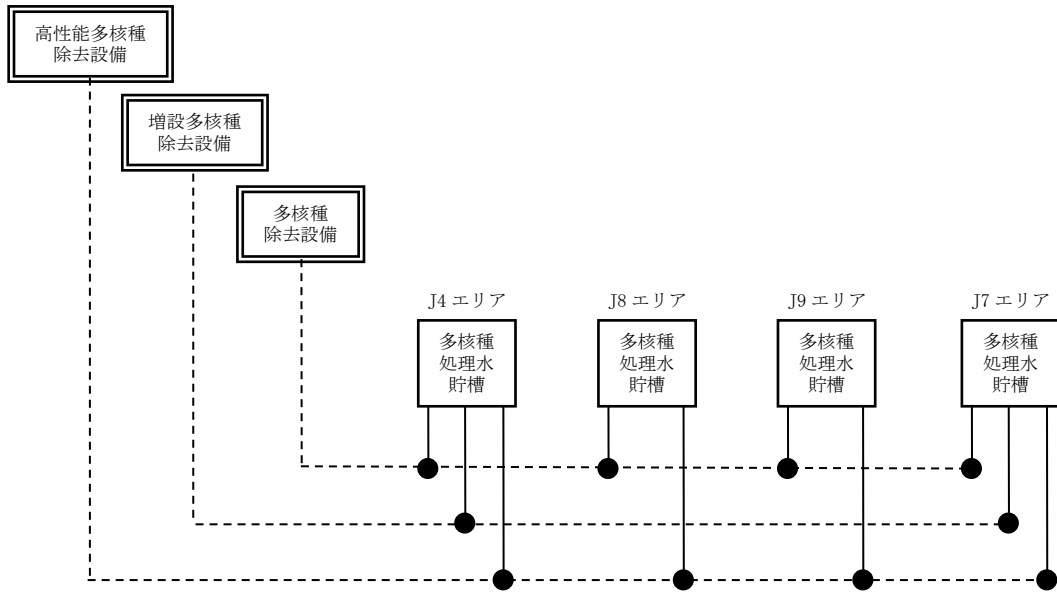 高性能多核種
除去設備
増設多核種
除去設備
多核種
除去設備
J4 エリア
多核種
処理水
貯槽
J8 エリア
多核種
処理水
貯槽
J9 エリア
多核種
処理水
貯槽
J7 エリア
多核種
処理水
貯槽